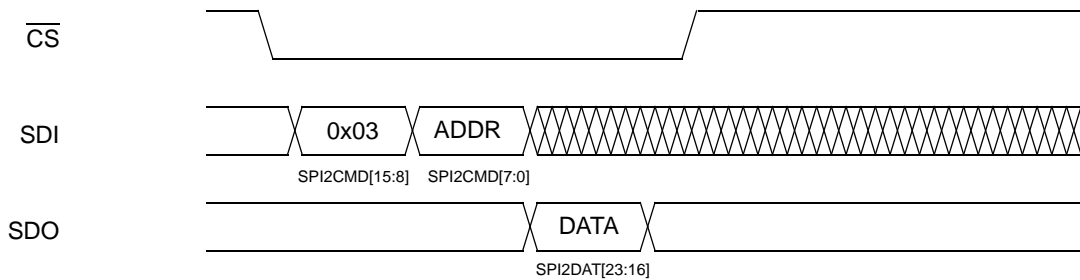 CS
SDI
0x03
ADDR
SPI2CMD[15:8]
SPI2CMD[7:0]
SDO
DATA
SPI2DAT[23:16]